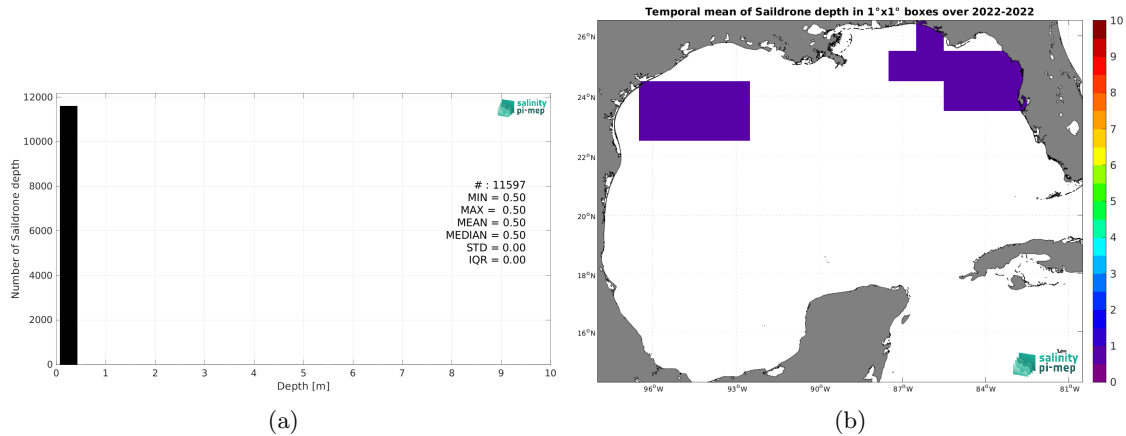 12000
10000
8000
6000
4000
2000
0
Number of Saildrone depth
salinity
pi-mep
# : 11597
MIN = 0.50
MAX = 0.50
MEAN = 0.50
MEDIAN = 0.50
STD = 0.00
IQR = 0.00
1 2 3 4 5 6 7 8 9 10
Depth [m]
(a)
Temporal mean of Saildrone depth in 1°x1° boxes over 2022-2022
26°N
24°N
22°N
20°N
18°N
16°N
96°W 93°W 90°W 87°W 84°W 81°W
salinity
pi-mep
10
9
8
7
6
5
4
3
2
1
0
(b)